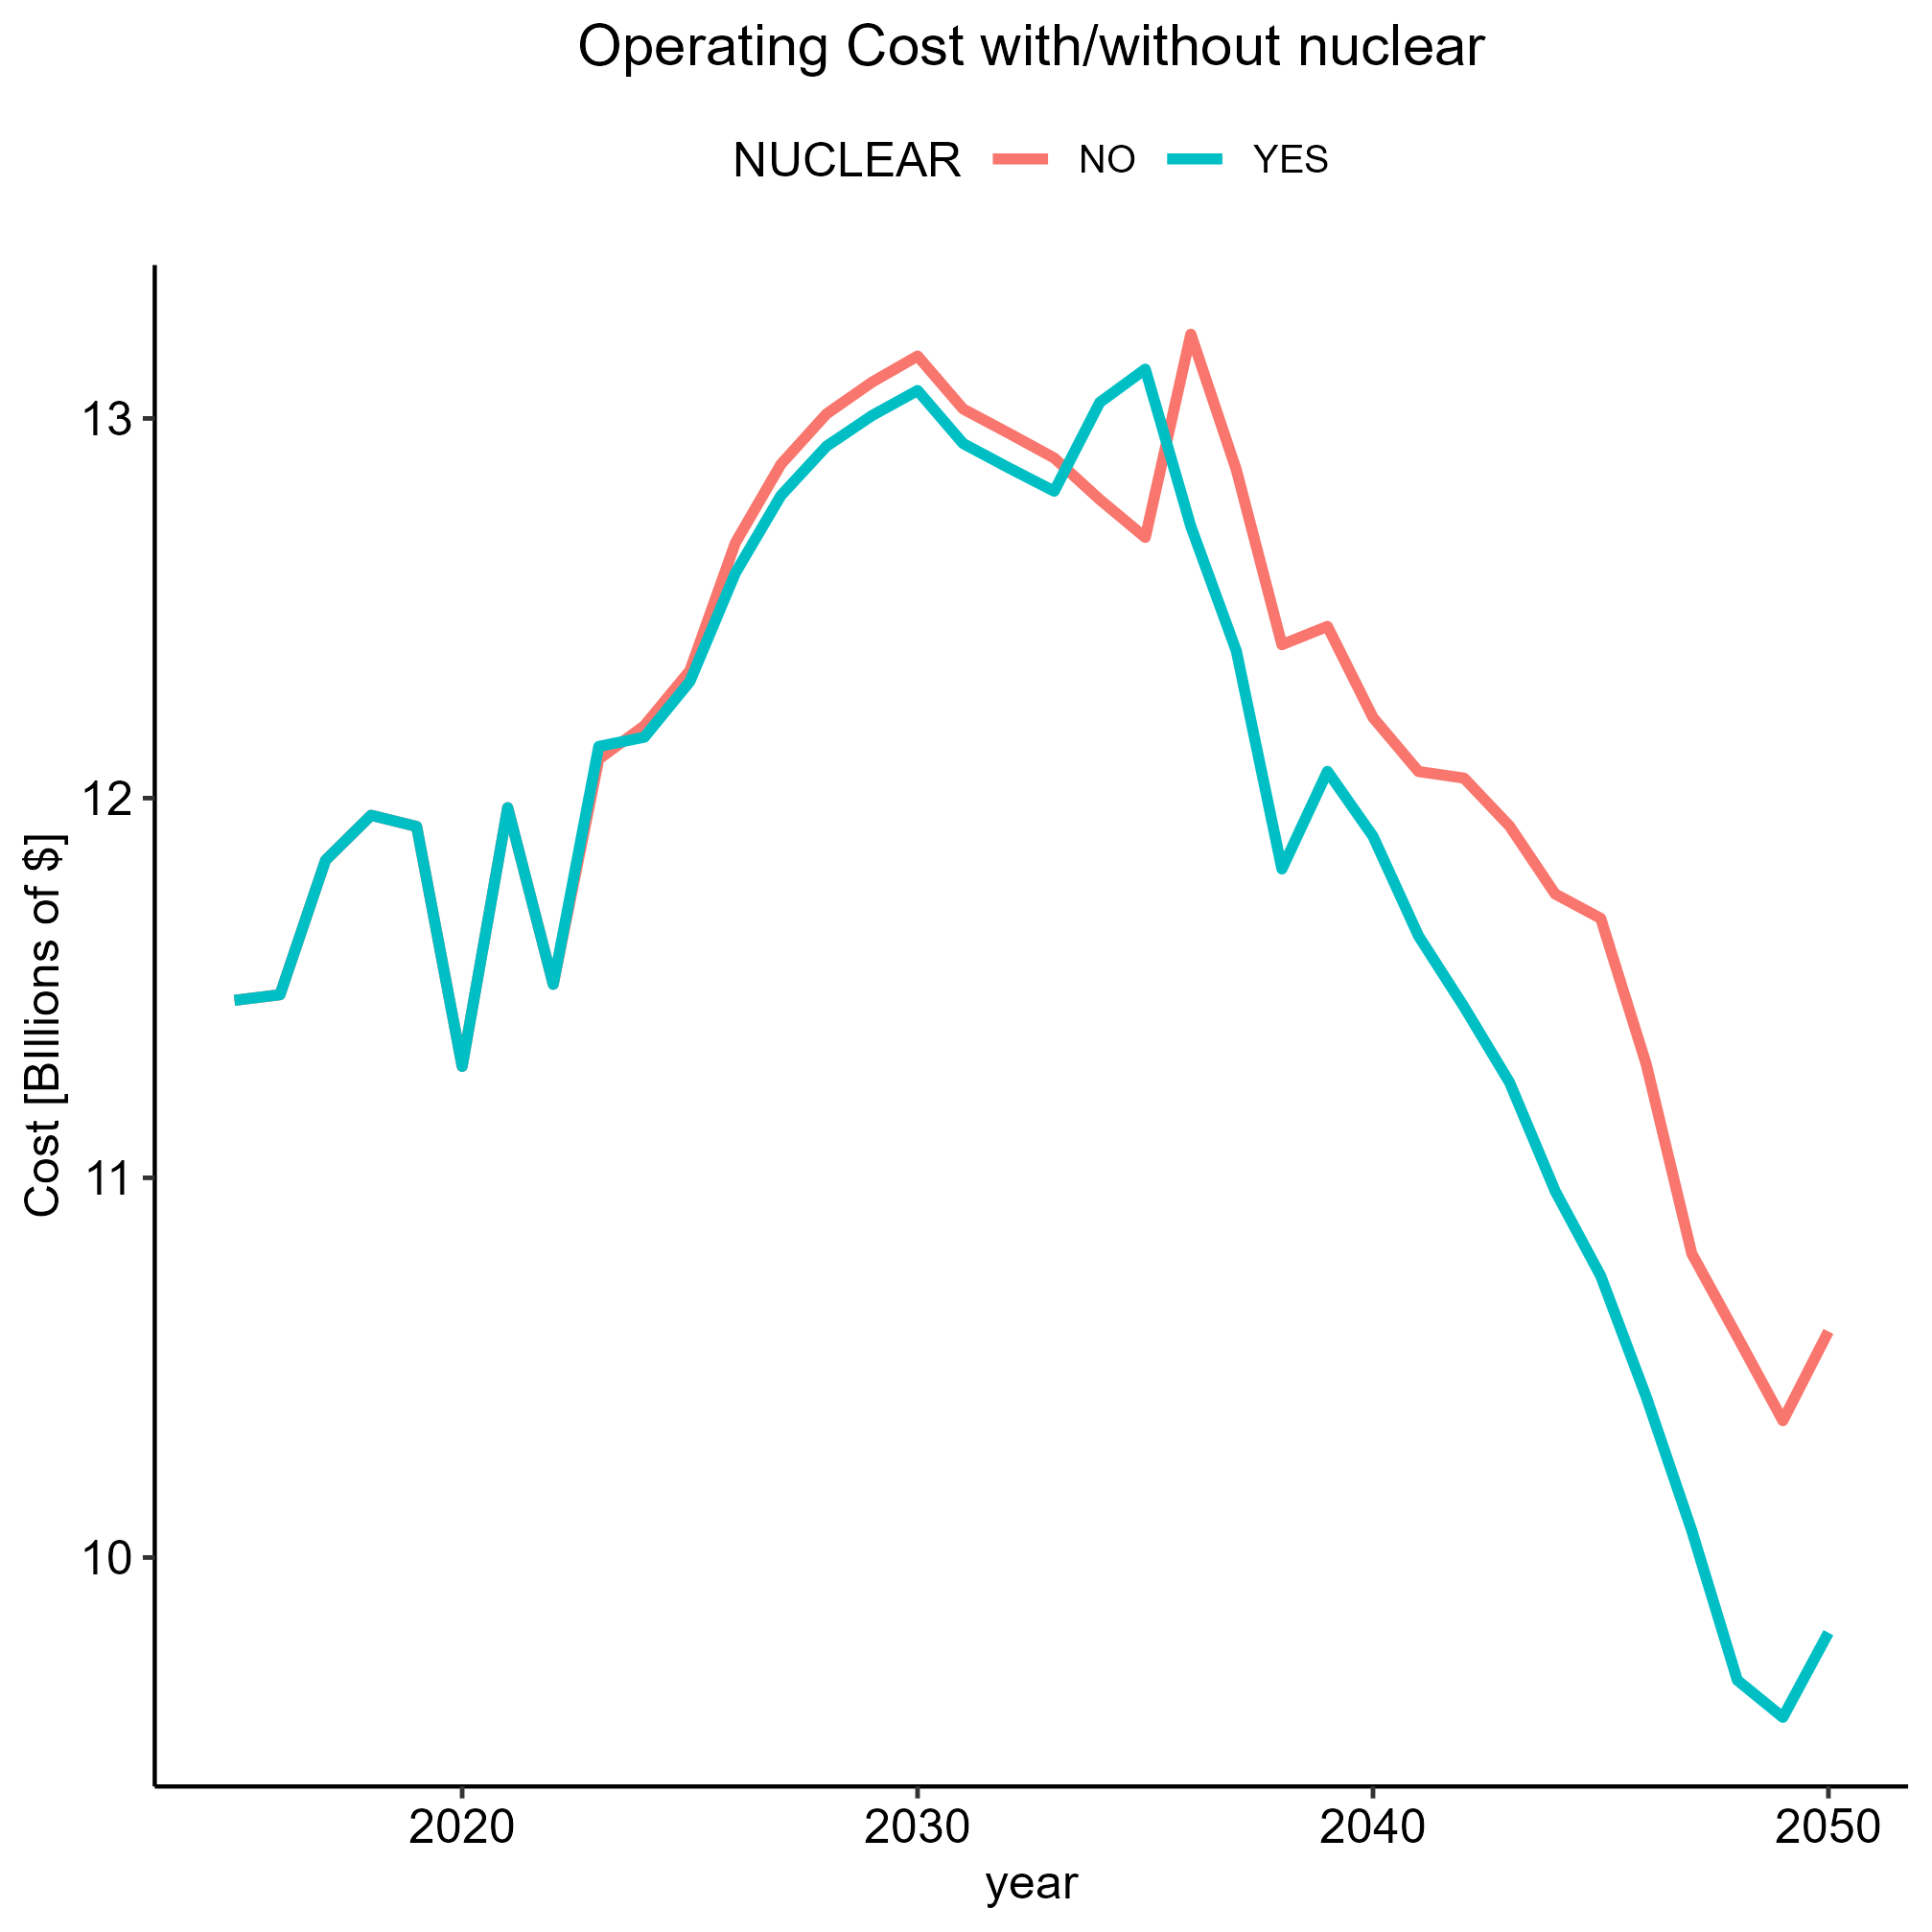 Operating Cost with/without nuclear
NUCLEAR NO YES
13
12
11
10
Cost [BIllions of $]
2020 2030 2040 2050
year